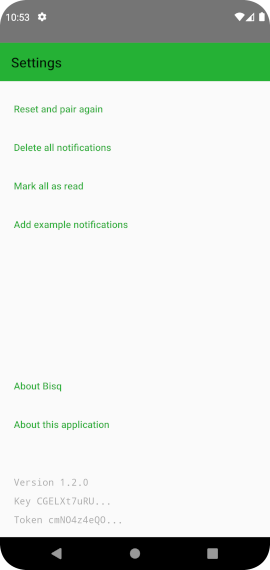 10:53
Settings
Reset and pair again
Delete all notifications
Mark all as read
Add example notifications
About Bisq
About this application
Version 1.2.0
Key CGELXt7uRU...
Token cmNO4z4eQO...